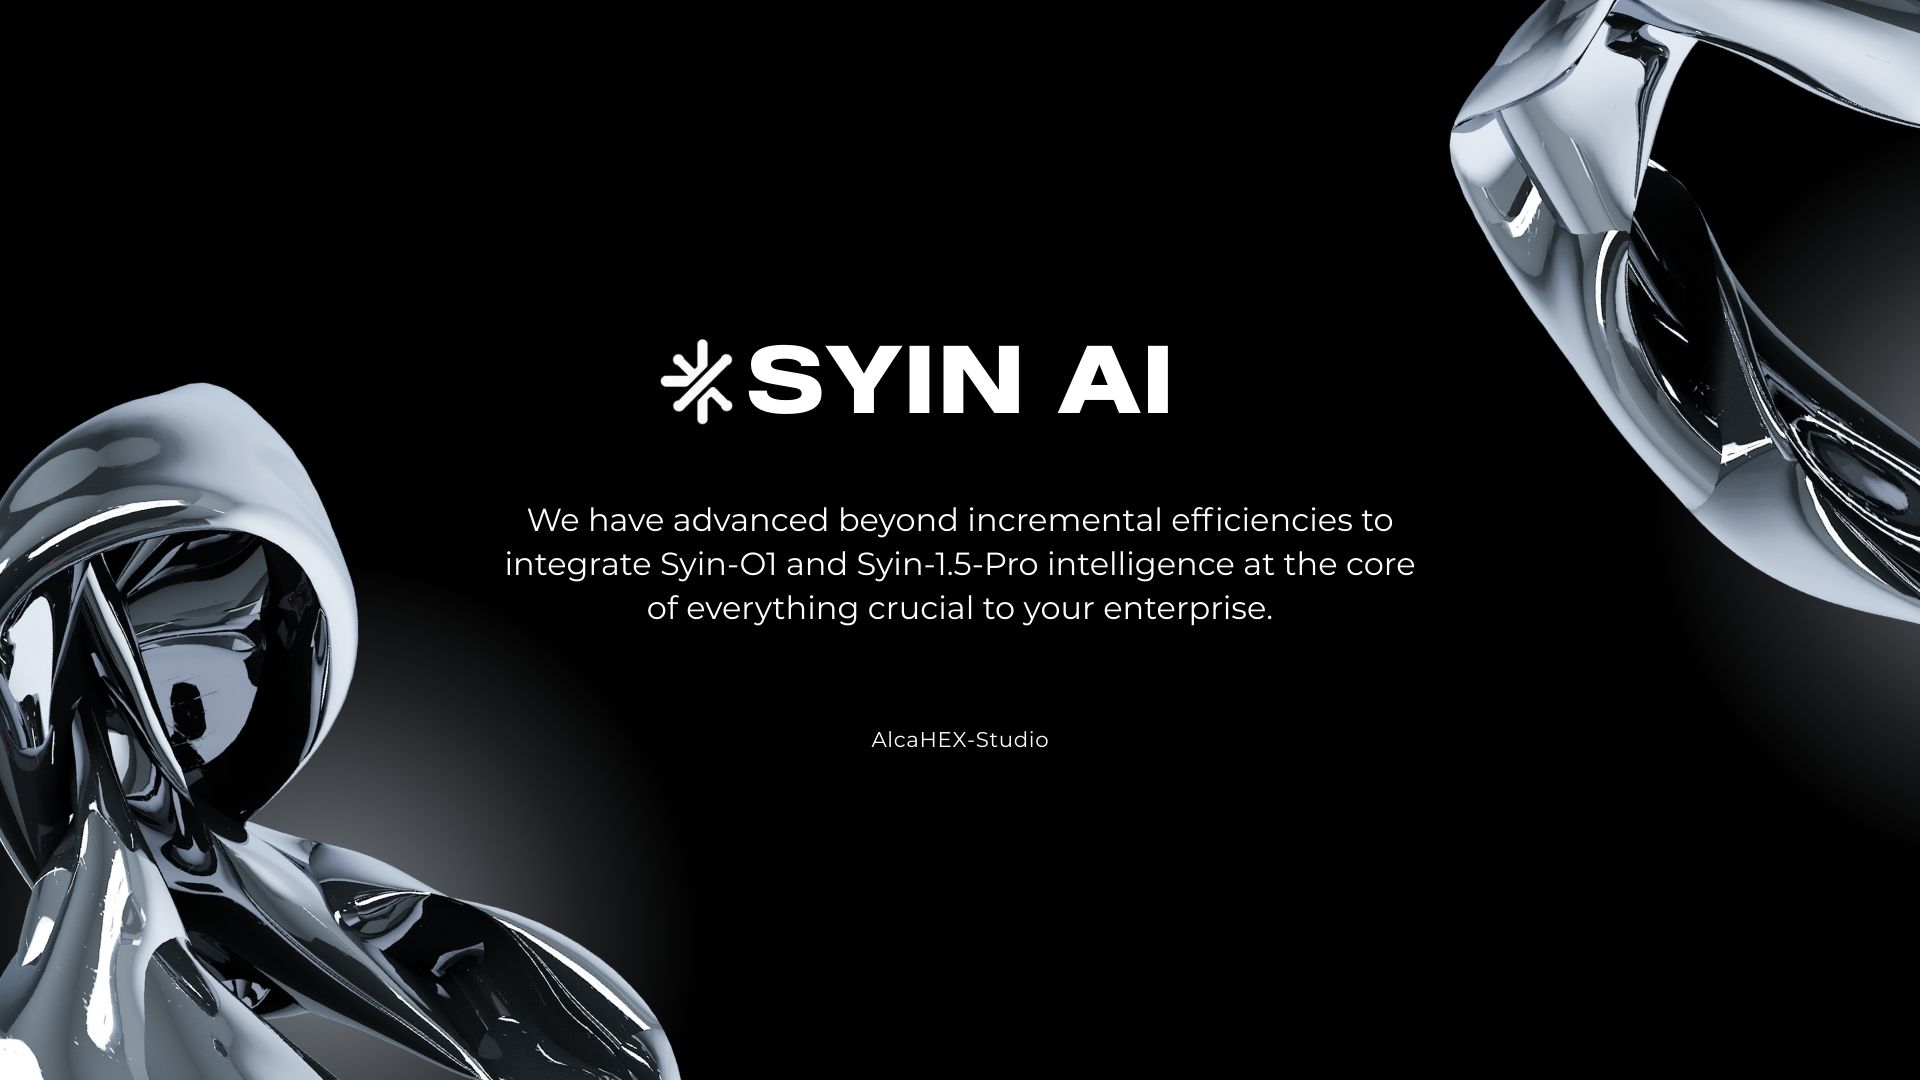 SYIN AI
We have advanced beyond incremental efficiencies to
integrate Syin-O1 and Syin-1.5-Pro intelligence at the core
of everything crucial to your enterprise.
AlcaHEX-Studio